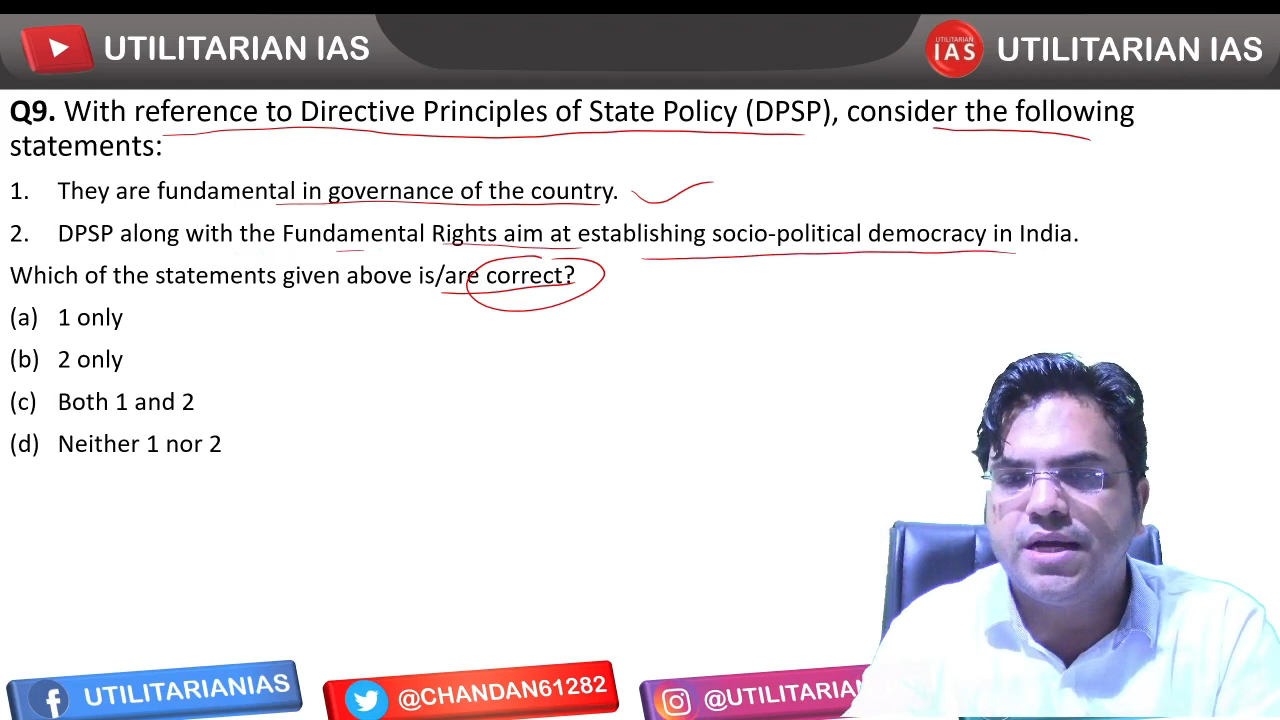 UTILITARIAN IAS
UTILITARIAN IAS
UTILITARIAN IAS
Q9. With reference to Directive Principles of State Policy (DPSP), consider the following
statements:
1. They are fundamental in governance of the country.
2. DPSP along with the Fundamental Rights aim at establishing socio-political democracy in India.
Which of the statements given above is/are correct?
(a) 1 only
(b) 2 only
(c) Both 1 and 2
(d) Neither 1 nor 2
f UTILITARIANIAS
@CHANDAN61282